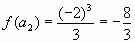 f(a₂) = (−2)³/3 = −8/3